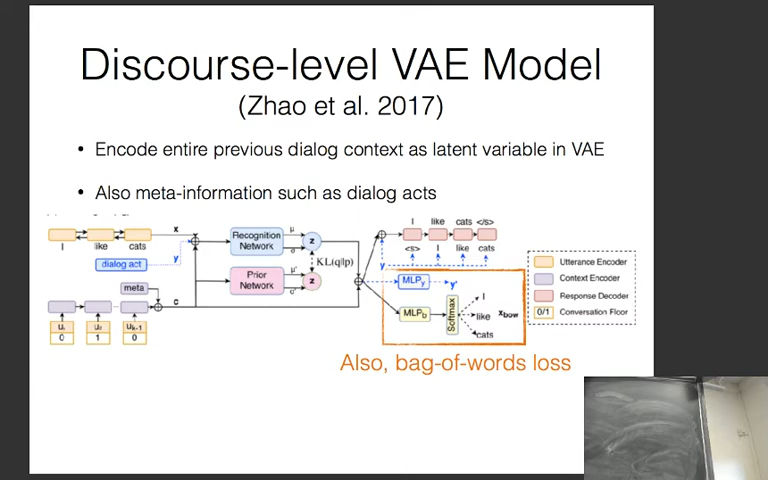 Discourse-level VAE Model
(Zhao et al. 2017)
• Encode entire previous dialog context as latent variable in VAE
• Also meta-information such as dialog acts
I like cats
x
dialog act
y
meta
c
u₁ u₂ uₖ₋₁
0 1 0
Recognition Network
μ
σ
z
KL(q||p)
Prior Network
μ'
σ'
z
I like cats </s>
<s> I like cats
y
MLPy
y'
MLPb
Softmax
I
like
cats
xbow
Utterance Encoder
Context Encoder
Response Decoder
0/1 Conversation Floor
Also, bag-of-words loss